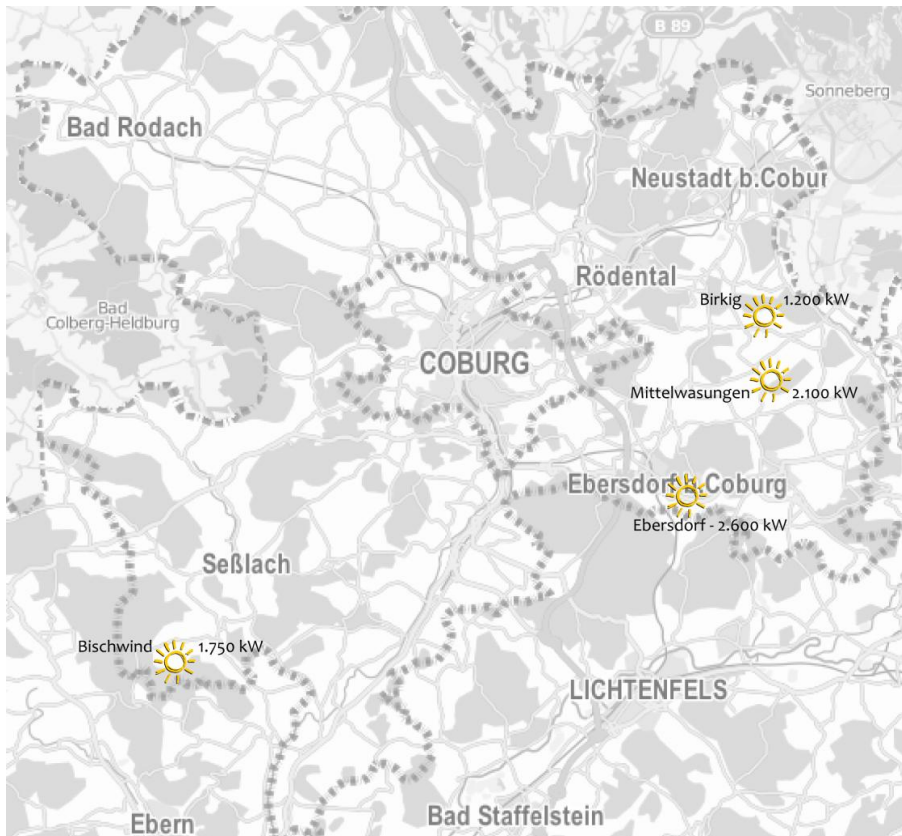 B 89
Sonneberg
Bad Rodach
Neustadt b.Cobur
Rödental
Birkig 1.200 kW
Bad
Colberg-Heldburg
COBURG
Mittelwasungen 2.100 kW
Ebersdorf b.Coburg
Ebersdorf - 2.600 kW
Seßlach
Bischwind 1.750 kW
LICHTENFELS
Bad Staffelstein
Ebern